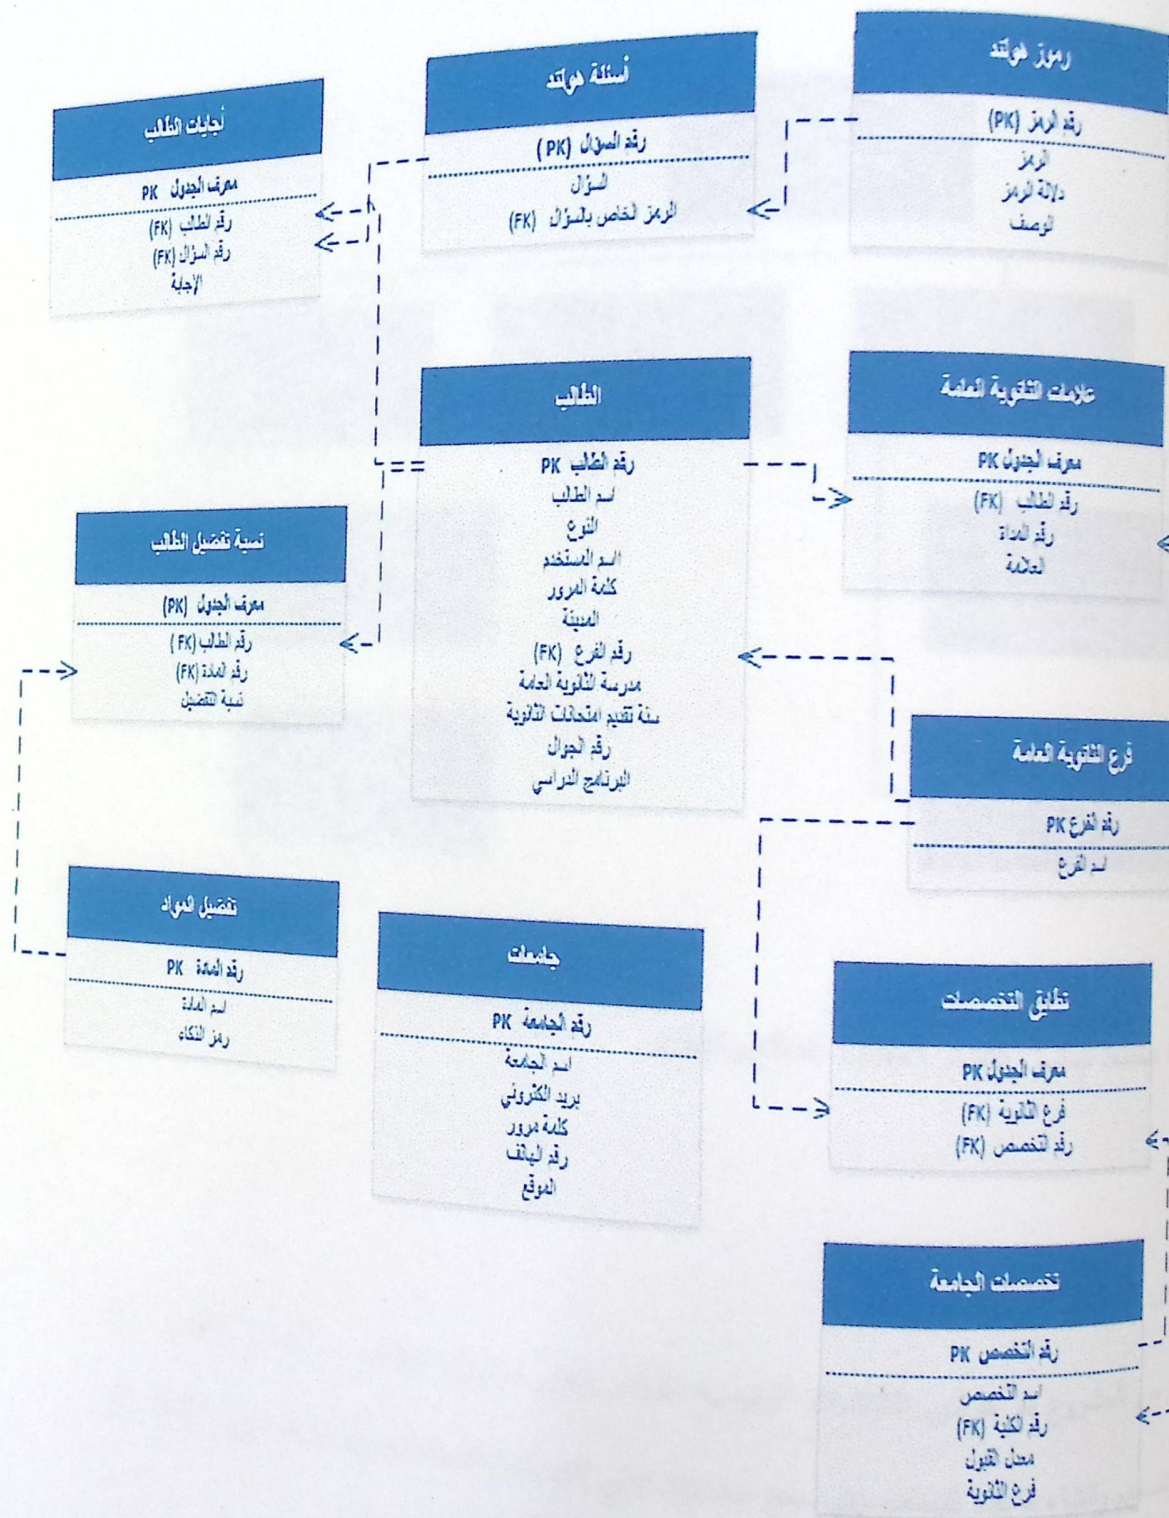 رموز هولند
رقم الرمز (PK)
الرمز
دلالة الرمز
الوصف
أسئلة هولند
رقم السؤال (PK )
السؤال
الرمز الخاص بالسؤال (FK)
أجابات الطالب
معرف الجدول PK
رقم الطالب (FK)
رقم السؤال (FK)
الإجابة
علامات الثانوية العامة
معرف الجدول PK
رقم الطالب (FK)
رقم المداة
العلامة
الطالب
رقم الطالب PK
اسم الطالب
النوع
ااسم المستخدم
كلمة المرور
المدينة
رقم الفرع (FK)
مدرسة الثانوية العامة
سنة تقديم امتحانات الثانوية
رقم الجوال
البرنامج الدراسي
نسبة تفضيل الطالب
معرف الجدول (PK)
رقم الطالب (FK )
رقم المادة (FK)
نسبة التفضيل
فرع الثانوية العامة
رقم الفرع PK
اسم الفرع
تفضيل المواد
رقم المادة PK
اسم المادة
رمز الذكاء
جامعات
رقم الجامعة PK
اسم الجامعة
بريد الكتروني
كلمة مرور
رقم الهاتف
الموقع
تطابق التخصصات
معرف الجدول PK
فرع الثانوية (FK)
رقم التخصص (FK)
تخصصات الجامعة
رقم التخصص PK
اسم التخصص
رقم الكلية (FK)
معدل القبول
فرع الثانوية